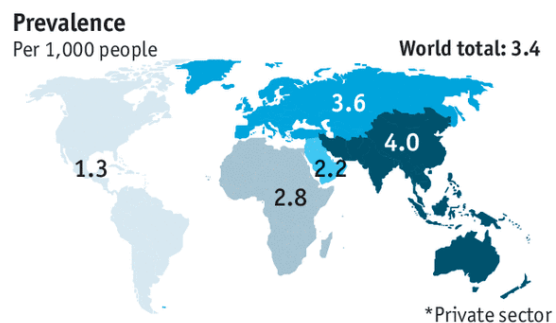 Prevalence
Per 1,000 people
World total: 3.4
3.6
4.0
1.3
2.2
2.8
*Private sector